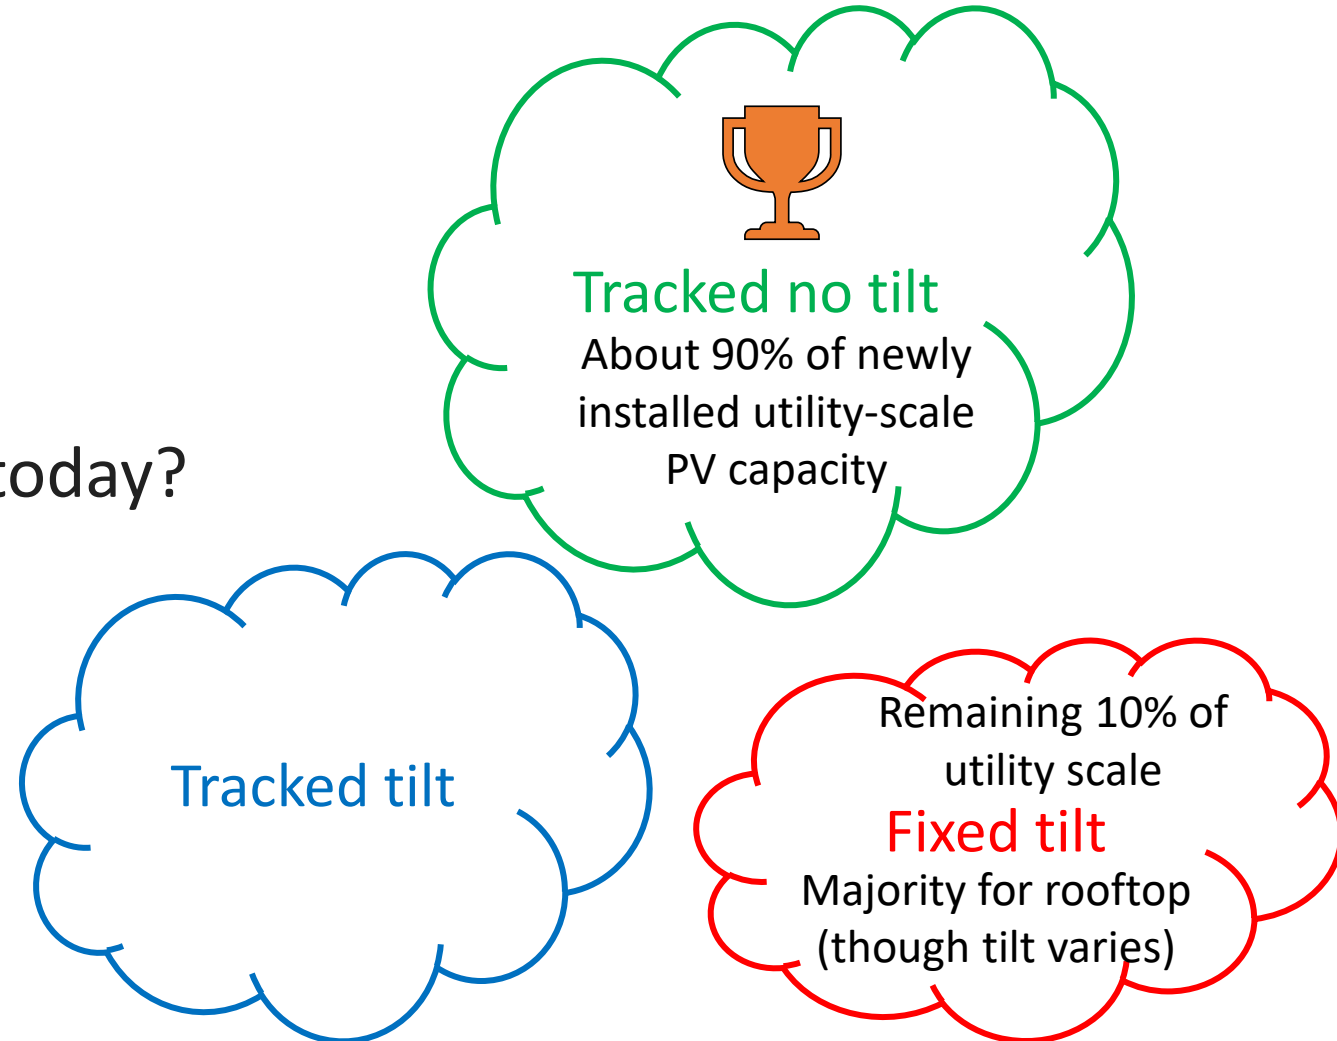 Tracked no tilt
About 90% of newly
installed utility-scale
PV capacity
today?
Tracked tilt
Remaining 10% of
utility scale
Fixed tilt
Majority for rooftop
(though tilt varies)